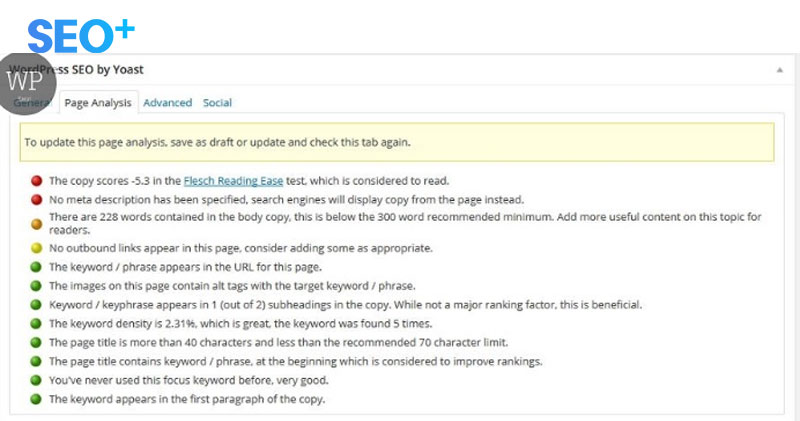 SEO+
WordPress SEO by Yoast
WP
General
Page Analysis
Advanced
Social
To update this page analysis, save as draft or update and check this tab again.
The copy scores -5.3 in the Flesch Reading Ease test, which is considered to read.
No meta description has been specified, search engines will display copy from the page instead.
There are 228 words contained in the body copy, this is below the 300 word recommended minimum. Add more useful content on this topic for
readers.
No outbound links appear in this page, consider adding some as appropriate.
The keyword / phrase appears in the URL for this page.
The images on this page contain alt tags with the target keyword / phrase.
Keyword / keyphrase appears in 1 (out of 2) subheadings in the copy. While not a major ranking factor, this is beneficial.
The keyword density is 2.31%, which is great, the keyword was found 5 times.
The page title is more than 40 characters and less than the recommended 70 character limit.
The page title contains keyword / phrase, at the beginning which is considered to improve rankings.
You've never used this focus keyword before, very good.
The keyword appears in the first paragraph of the copy.